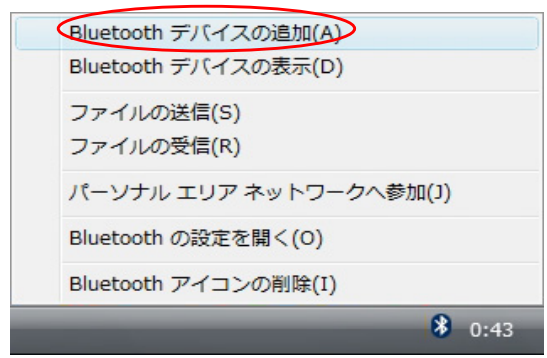 Bluetooth デバイスの追加(A)
Bluetooth デバイスの表示(D)
ファイルの送信(S)
ファイルの受信(R)
パーソナル エリア ネットワークへ参加(J)
Bluetooth の設定を開く(O)
Bluetooth アイコンの削除(I)
0:43